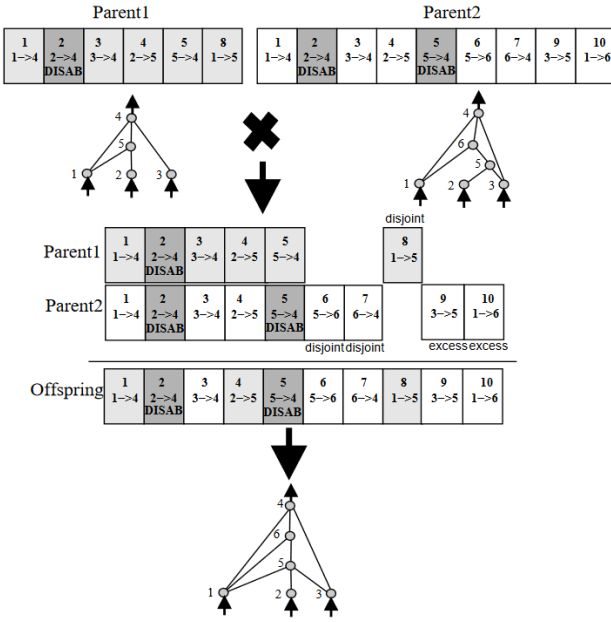 Parent1 Parent2
1 2 3 4 5 8 1 2 3 4 5 6 7 9 10
1->4 2->4 3->4 2->5 5->4 1->5 1->4 2->4 3->4 2->5 5->4 5->6 6->4 3->5 1->6
DISAB DISAB DISAB
4 4
5 6
5
1 2 3 1 2 3
disjoint
Parent1 1 2 3 4 5 8
1->4 2->4 3->4 2->5 5->4 1->5
DISAB
Parent2 1 2 3 4 5 6 7 9 10
1->4 2->4 3->4 2->5 5->4 5->6 6->4 3->5 1->6
DISAB DISAB
disjoint disjoint excess excess
Offspring 1 2 3 4 5 6 7 8 9 10
1->4 2->4 3->4 2->5 5->4 5->6 6->4 1->5 3->5 1->6
DISAB DISAB
4
6
5
1 2 3